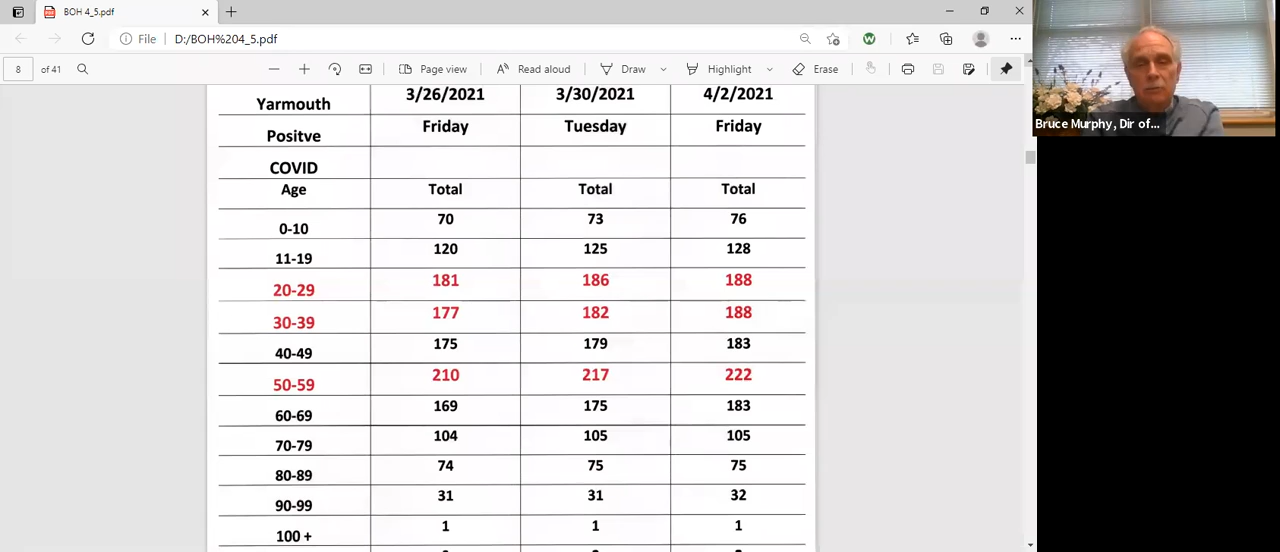 BOH 4_5.pdf
File D:/BOH%204_5.pdf
8 of 41 Page view Read aloud Draw Highlight Erase
Bruce Murphy, Dir of...
Yarmouth 3/26/2021 3/30/2021 4/2/2021
Positve Friday Tuesday Friday
COVID
Age Total Total Total
0-10 70 73 76
11-19 120 125 128
20-29 181 186 188
30-39 177 182 188
40-49 175 179 183
50-59 210 217 222
60-69 169 175 183
70-79 104 105 105
80-89 74 75 75
90-99 31 31 32
100 + 1 1 1